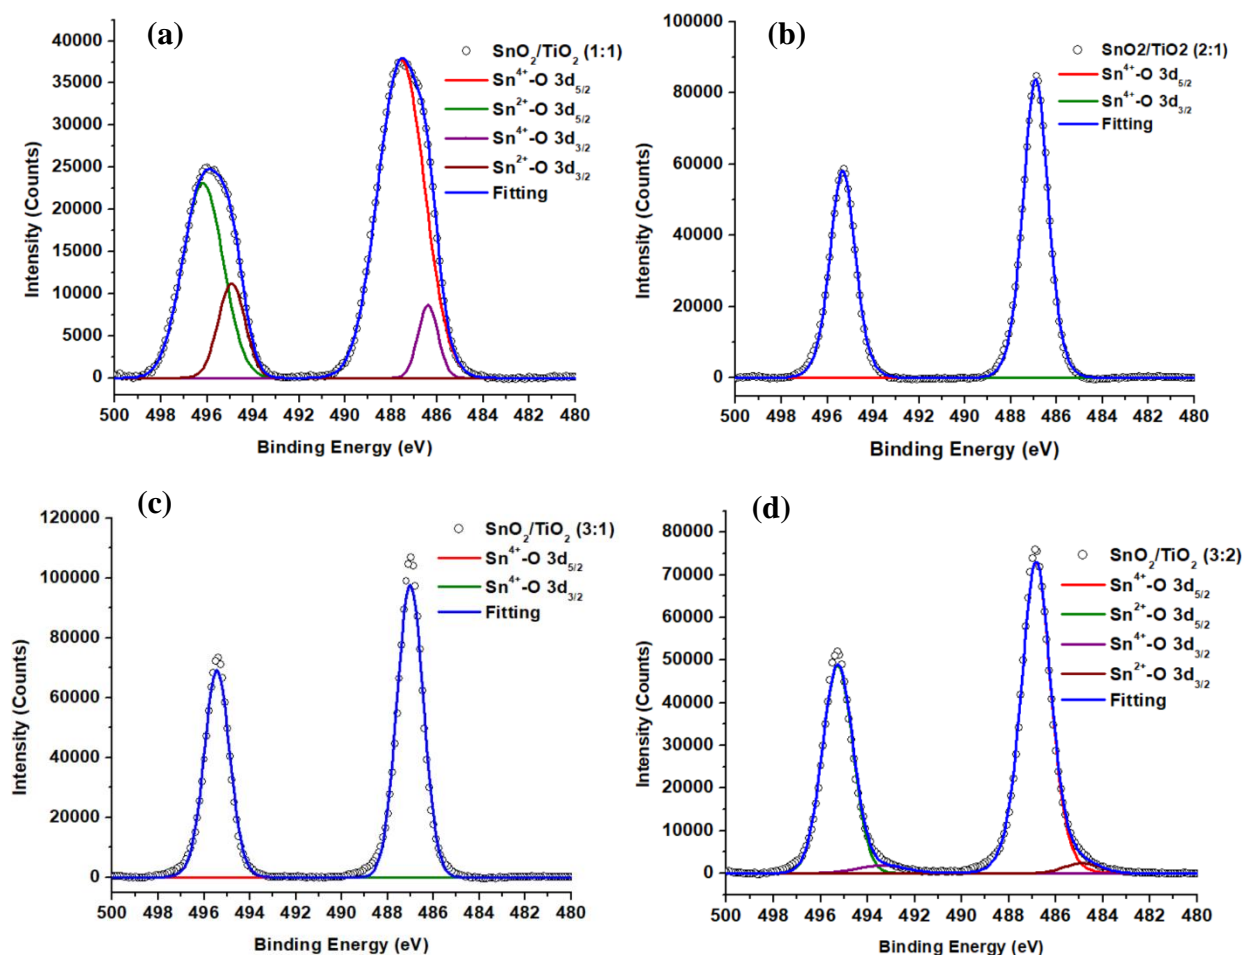 (a)
SnO2/TiO2 (1:1)
Sn4+-O 3d5/2
Sn2+-O 3d5/2
Sn4+-O 3d3/2
Sn2+-O 3d3/2
Fitting
40000
35000
30000
25000
20000
15000
10000
5000
0
Intensity (Counts)
500 498 496 494 492 490 488 486 484 482 480
Binding Energy (eV)
(b)
SnO2/TiO2 (2:1)
Sn4+-O 3d5/2
Sn4+-O 3d3/2
Fitting
100000
80000
60000
40000
20000
0
Intensity (Counts)
500 498 496 494 492 490 488 486 484 482 480
Binding Energy (eV)
(c)
SnO2/TiO2 (3:1)
Sn4+-O 3d5/2
Sn4+-O 3d3/2
Fitting
120000
100000
80000
60000
40000
20000
0
Intensity (Counts)
500 498 496 494 492 490 488 486 484 482 480
Binding Energy (eV)
(d)
SnO2/TiO2 (3:2)
Sn4+-O 3d5/2
Sn2+-O 3d5/2
Sn4+-O 3d3/2
Sn2+-O 3d3/2
Fitting
80000
70000
60000
50000
40000
30000
20000
10000
0
Intensity (Counts)
500 498 496 494 492 490 488 486 484 482 480
Binding Energy (eV)